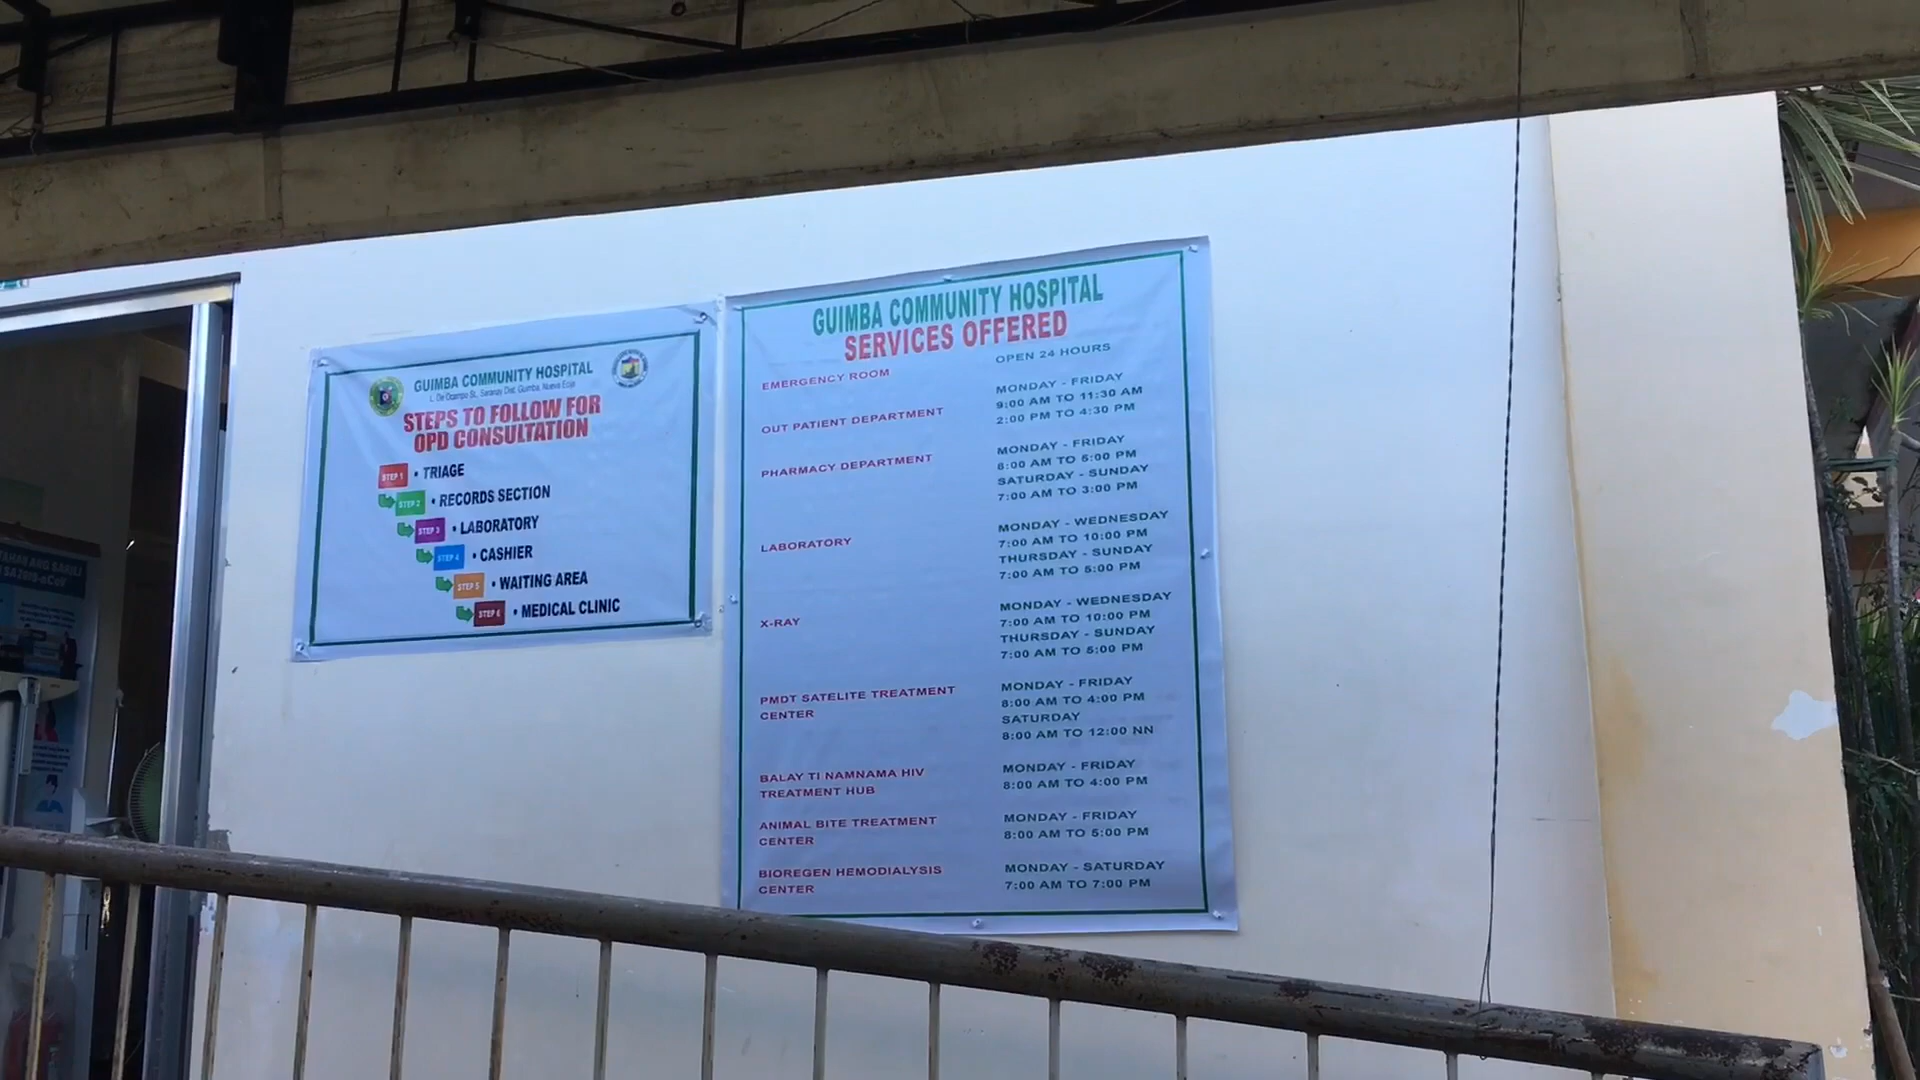 GUIMBA COMMUNITY HOSPITAL
L. De Ocampo St., Saranay Dist. Guimba, Nueva Ecija
STEPS TO FOLLOW FOR
OPD CONSULTATION
STEP 1 • TRIAGE
STEP 2 • RECORDS SECTION
STEP 3 • LABORATORY
STEP 4 • CASHIER
STEP 5 • WAITING AREA
STEP 6 • MEDICAL CLINIC
GUIMBA COMMUNITY HOSPITAL
SERVICES OFFERED
EMERGENCY ROOM OPEN 24 HOURS
OUT PATIENT DEPARTMENT MONDAY - FRIDAY
9:00 AM TO 11:30 AM
2:00 PM TO 4:30 PM
PHARMACY DEPARTMENT MONDAY - FRIDAY
8:00 AM TO 5:00 PM
SATURDAY - SUNDAY
7:00 AM TO 3:00 PM
LABORATORY MONDAY - WEDNESDAY
7:00 AM TO 10:00 PM
THURSDAY - SUNDAY
7:00 AM TO 5:00 PM
X-RAY MONDAY - WEDNESDAY
7:00 AM TO 10:00 PM
THURSDAY - SUNDAY
7:00 AM TO 5:00 PM
PMDT SATELITE TREATMENT MONDAY - FRIDAY
CENTER 8:00 AM TO 4:00 PM
SATURDAY
8:00 AM TO 12:00 NN
BALAY TI NAMNAMA HIV MONDAY - FRIDAY
TREATMENT HUB 8:00 AM TO 4:00 PM
ANIMAL BITE TREATMENT MONDAY - FRIDAY
CENTER 8:00 AM TO 5:00 PM
BIOREGEN HEMODIALYSIS MONDAY - SATURDAY
CENTER 7:00 AM TO 7:00 PM
ANG SARILI